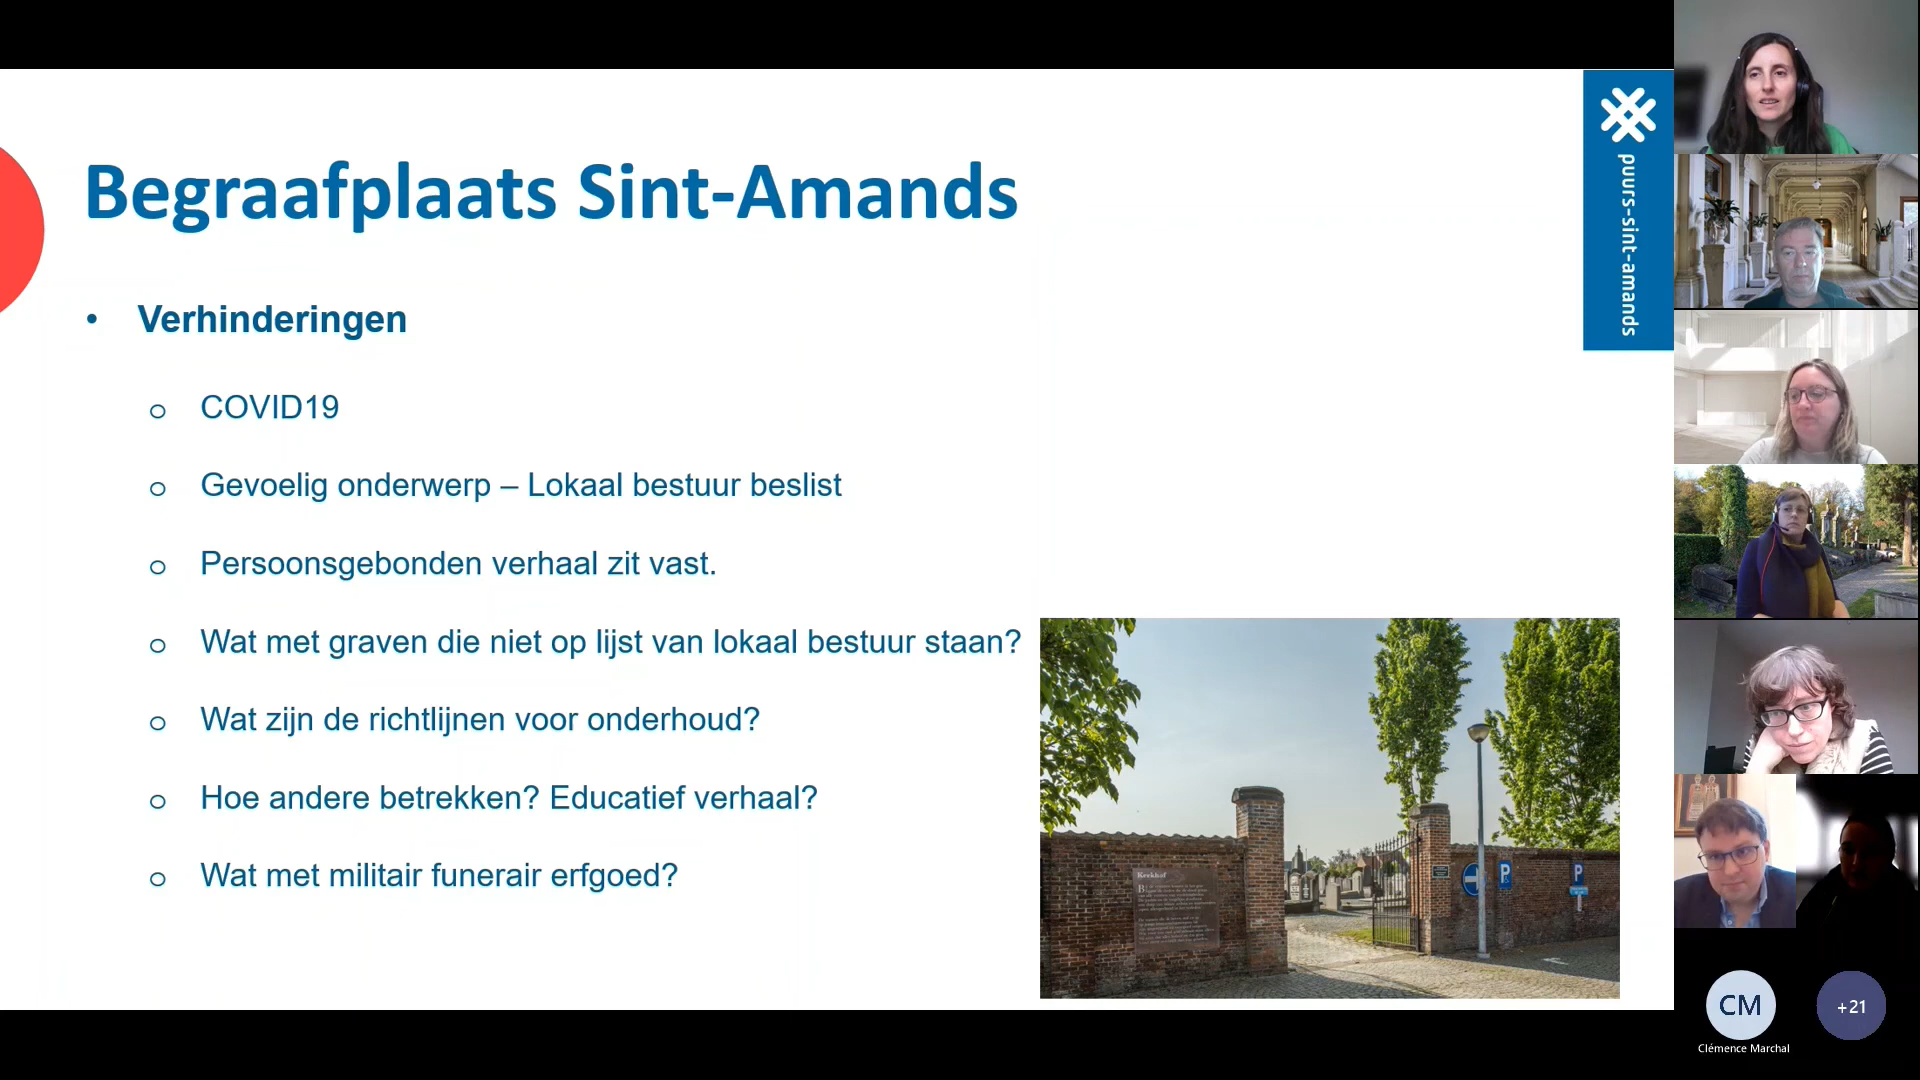 Begraafplaats Sint-Amands
• Verhinderingen
o COVID19
o Gevoelig onderwerp – Lokaal bestuur beslist
o Persoonsgebonden verhaal zit vast.
o Wat met graven die niet op lijst van lokaal bestuur staan?
o Wat zijn de richtlijnen voor onderhoud?
o Hoe andere betrekken? Educatief verhaal?
o Wat met militair funerair erfgoed?
puurs-sint-amands
Kerkhof
P
P
CM
+21
Clémence Marchal